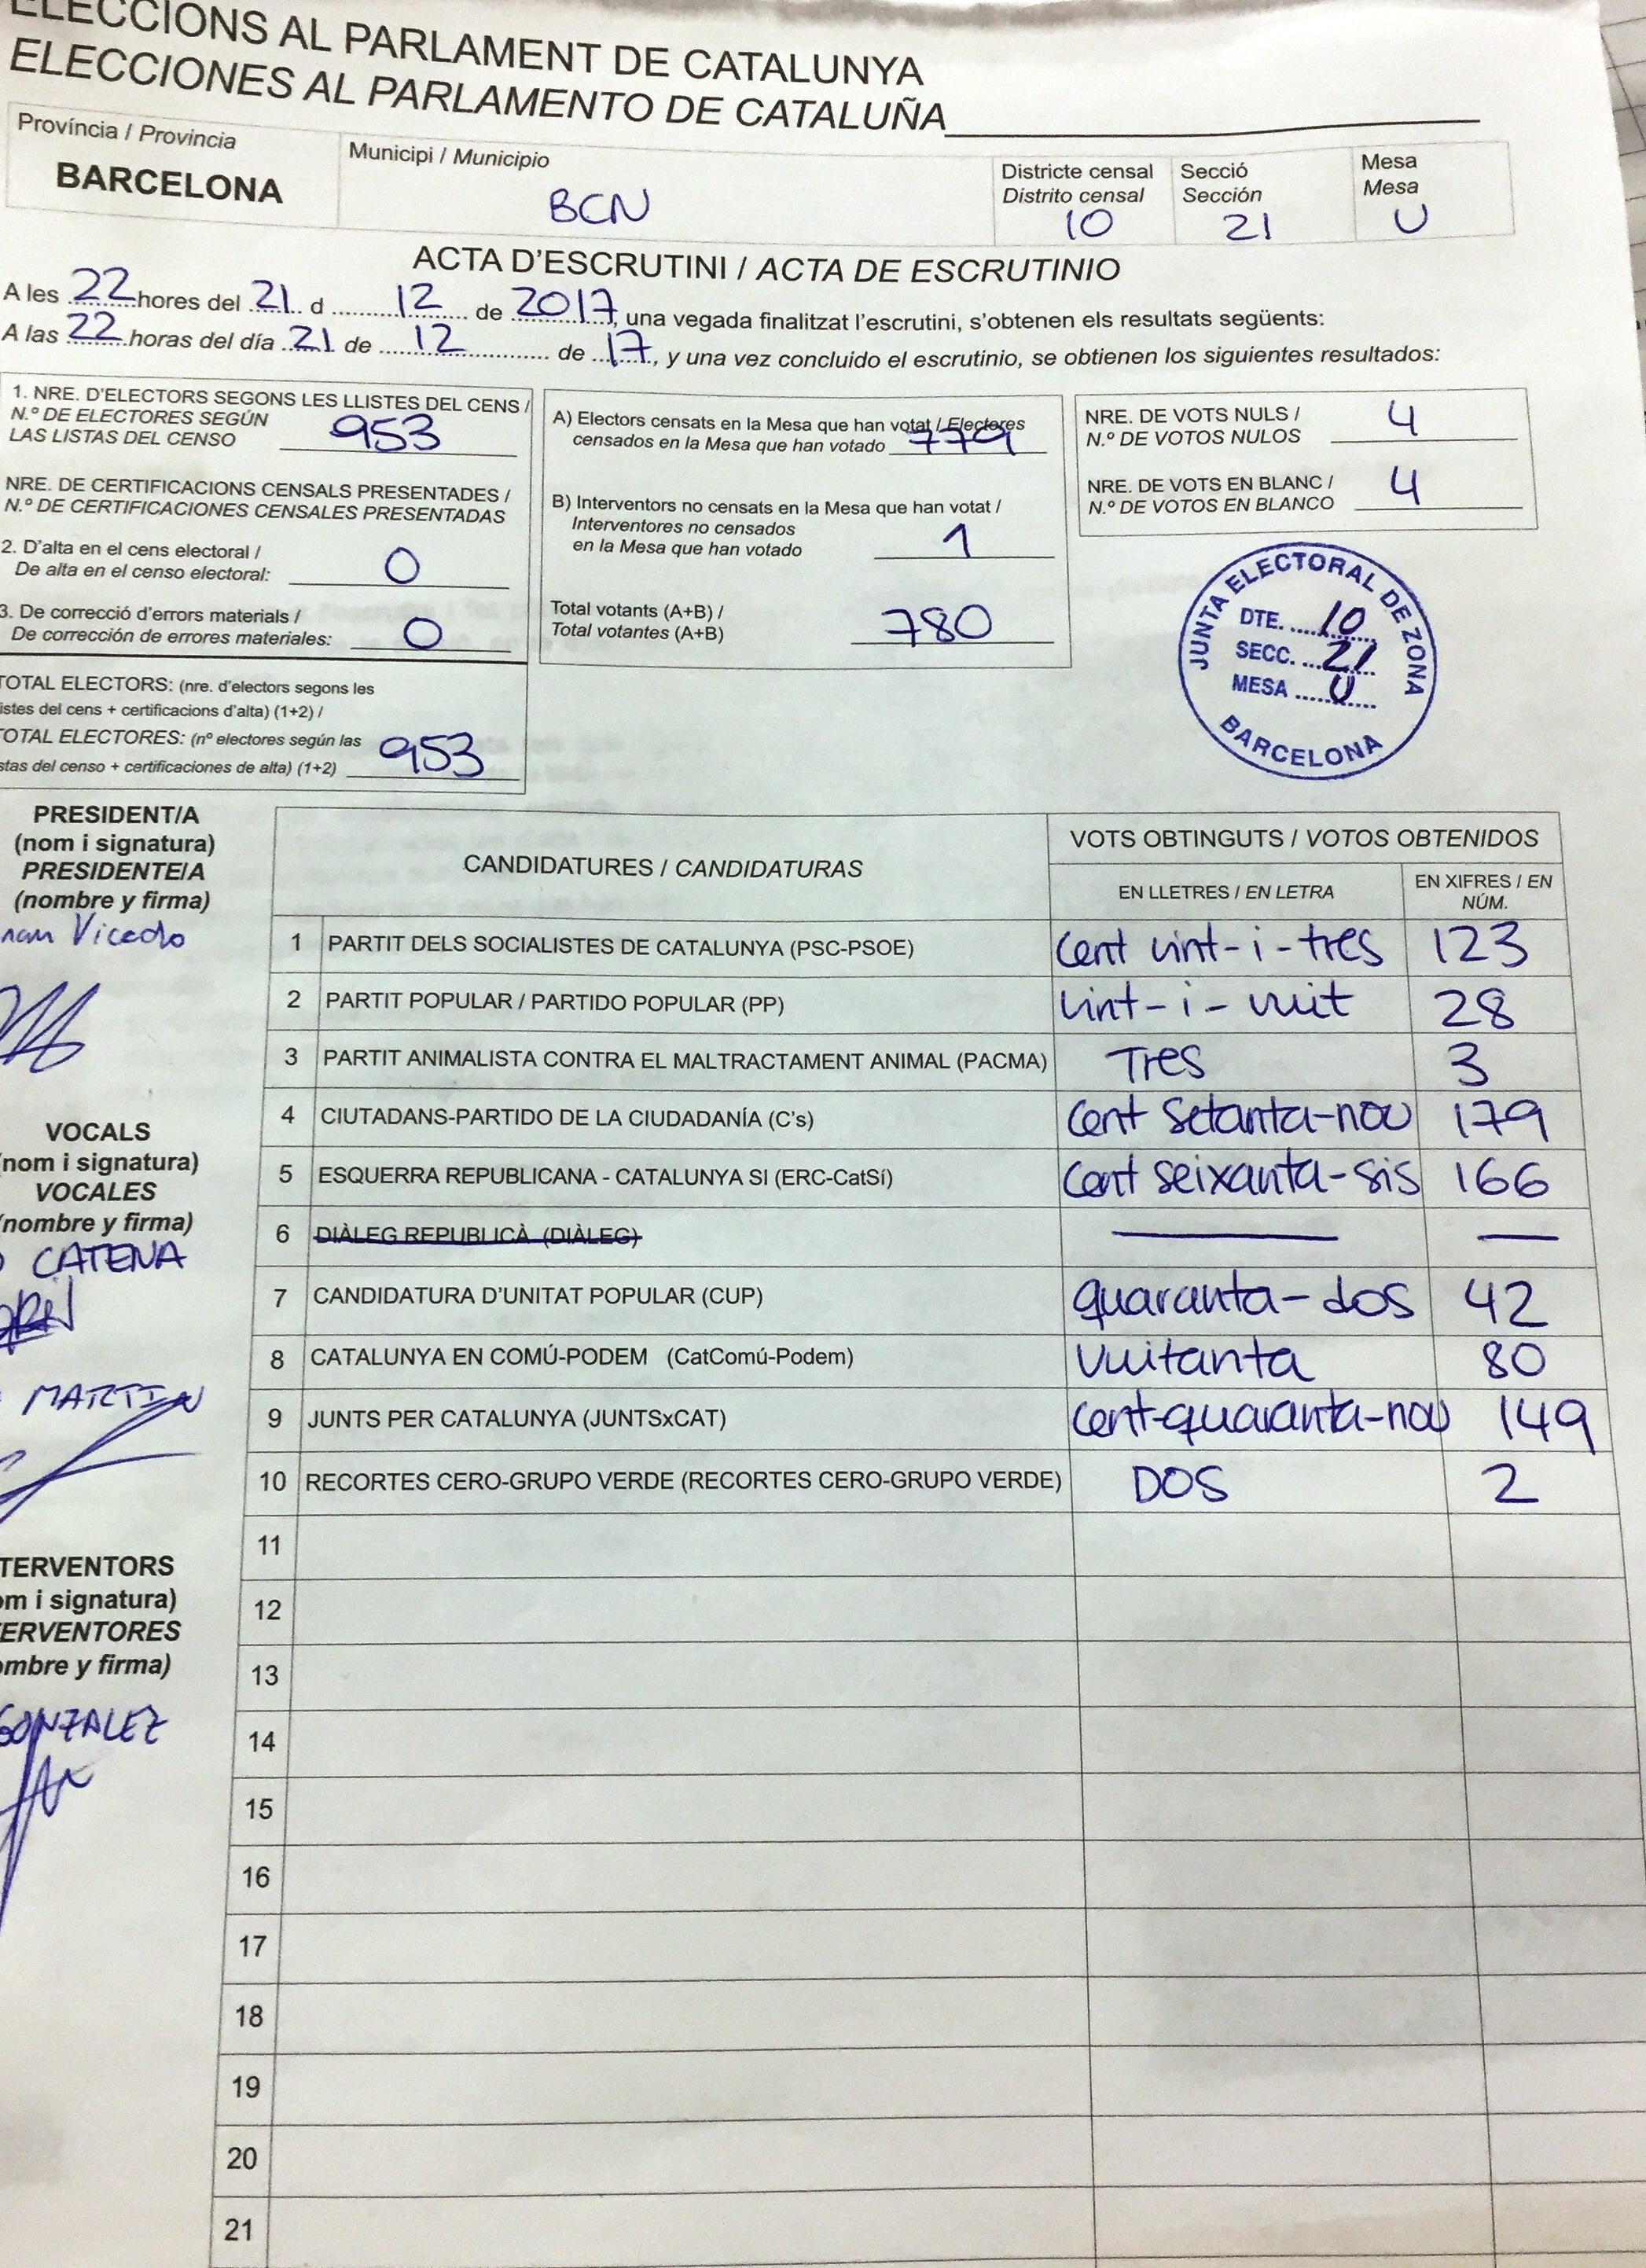 ELECCIONS AL PARLAMENT DE CATALUNYA
ELECCIONES AL PARLAMENTO DE CATALUÑA
Província / Provincia
BARCELONA
Municipi / Municipio
BCN
Districte censal
Distrito censal
10
Secció
Sección
21
Mesa
Mesa
U
ACTA D'ESCRUTINI / ACTA DE ESCRUTINIO
A les 22 hores del 21 d 12 de 2017, una vegada finalitzat l'escrutini, s'obtenen els resultats següents:
A las 22 horas del día 21 de 12 de 17, y una vez concluido el escrutinio, se obtienen los siguientes resultados:
1. NRE. D'ELECTORS SEGONS LES LLISTES DEL CENS /
N.º DE ELECTORES SEGÚN
LAS LISTAS DEL CENSO 953
NRE. DE CERTIFICACIONS CENSALS PRESENTADES /
N.º DE CERTIFICACIONES CENSALES PRESENTADAS
2. D'alta en el cens electoral /
De alta en el censo electoral: 0
3. De correcció d'errors materials /
De corrección de errores materiales: 0
TOTAL ELECTORS: (nre. d'electors segons les
istes del cens + certificacions d'alta) (1+2) /
TOTAL ELECTORES: (nº electores según las
stas del censo + certificaciones de alta) (1+2) 953
A) Electors censats en la Mesa que han votat / Electores
censados en la Mesa que han votado 779
B) Interventors no censats en la Mesa que han votat /
Interventores no censados
en la Mesa que han votado 1
Total votants (A+B) /
Total votantes (A+B) 780
NRE. DE VOTS NULS /
N.º DE VOTOS NULOS 4
NRE. DE VOTS EN BLANC /
N.º DE VOTOS EN BLANCO 4
JUNTA ELECTORAL DE ZONA
DTE. 10
SECC. 21
MESA U
BARCELONA
CANDIDATURES / CANDIDATURAS
VOTS OBTINGUTS / VOTOS OBTENIDOS
EN LLETRES / EN LETRA
EN XIFRES / EN
NÚM.
1 PARTIT DELS SOCIALISTES DE CATALUNYA (PSC-PSOE) Cent vint-i-tres 123
2 PARTIT POPULAR / PARTIDO POPULAR (PP) vint-i-vuit 28
3 PARTIT ANIMALISTA CONTRA EL MALTRACTAMENT ANIMAL (PACMA) Tres 3
4 CIUTADANS-PARTIDO DE LA CIUDADANÍA (C's) Cent setanta-nou 179
5 ESQUERRA REPUBLICANA - CATALUNYA SI (ERC-CatSí) Cent seixanta-sis 166
6 DIÀLEG REPUBLICÀ (DIÀLEG) — —
7 CANDIDATURA D'UNITAT POPULAR (CUP) quaranta-dos 42
8 CATALUNYA EN COMÚ-PODEM (CatComú-Podem) vuitanta 80
9 JUNTS PER CATALUNYA (JUNTSxCAT) Cent-quaranta-nou 149
10 RECORTES CERO-GRUPO VERDE (RECORTES CERO-GRUPO VERDE) DOS 2
11
12
13
14
15
16
17
18
19
20
21
PRESIDENT/A
(nom i signatura)
PRESIDENTE/A
(nombre y firma)
Vicedo
VOCALS
(nom i signatura)
VOCALES
(nombre y firma)
CATENA
MARTIN
TERVENTORS
om i signatura)
TERVENTORES
ombre y firma)
GONZALEZ